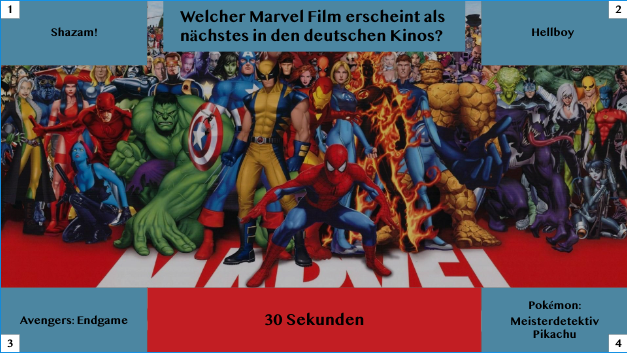 1
Shazam!
Welcher Marvel Film erscheint als
nächstes in den deutschen Kinos?
2
Hellboy
MARVEL
Avengers: Endgame
3
30 Sekunden
Pokémon:
Meisterdetektiv
Pikachu
4